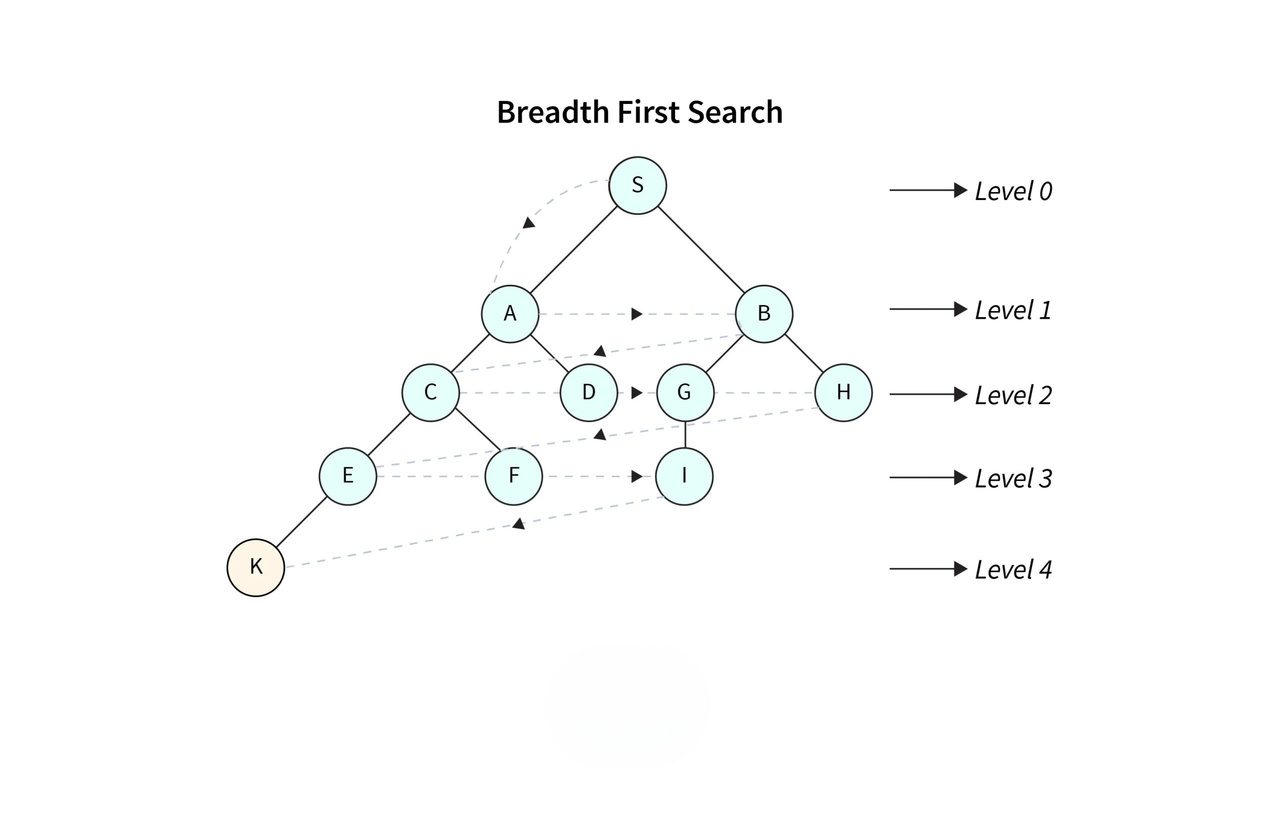 Breadth First Search
S
Level 0
A
B
Level 1
C
D
G
H
Level 2
E
F
I
Level 3
K
Level 4